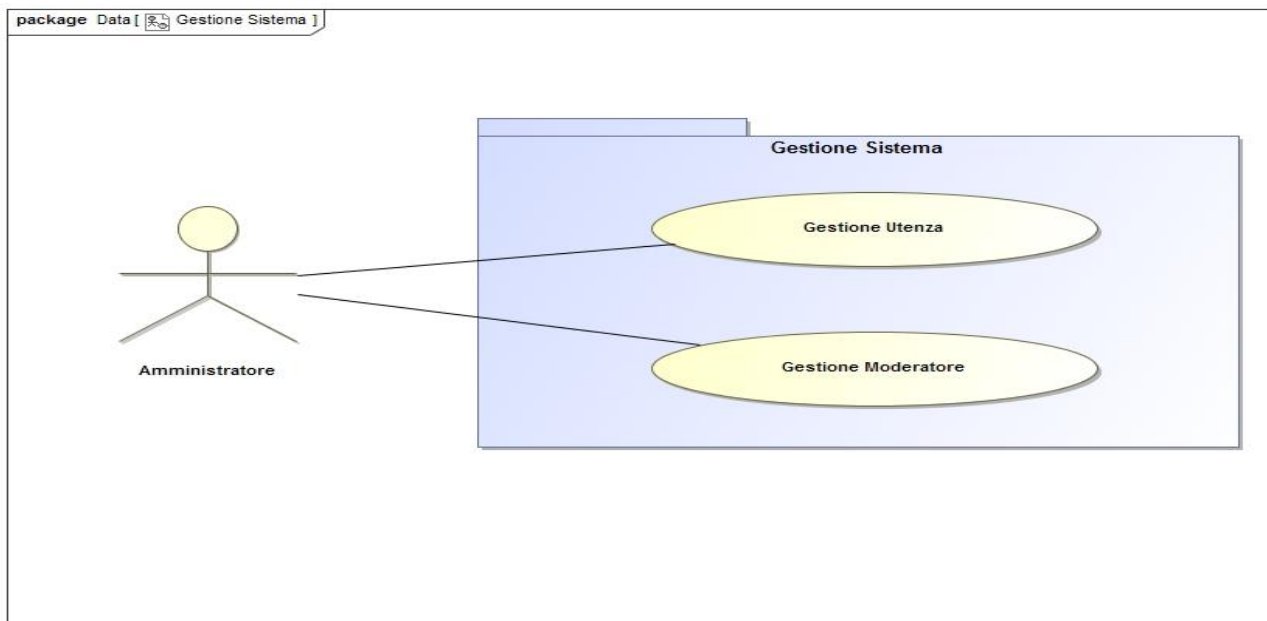 package Data [ Gestione Sistema ]
Gestione Sistema
Gestione Utenza
Gestione Moderatore
Amministratore